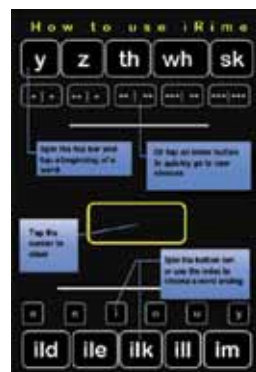 How to use iRime
y z th wh sk
Spin the top bar and
tap a beginning of a
word.
Or tap an index button
to quickly go to new
choices.
Tap the
center to
clear
Spin the bottom bar
or use the index to
choose a word ending.
a e i o u y
ild ile ilk ill im